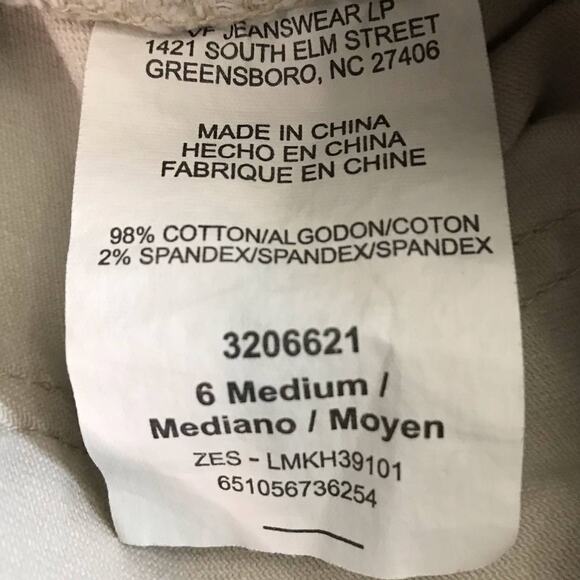 VF JEANSWEAR LP
1421 SOUTH ELM STREET
GREENSBORO, NC 27406
MADE IN CHINA
HECHO EN CHINA
FABRIQUE EN CHINE
98% COTTON/ALGODON/COTON
2% SPANDEX/SPANDEX/SPANDEX
3206621
6 Medium /
Mediano / Moyen
ZES - LMKH39101
651056736254